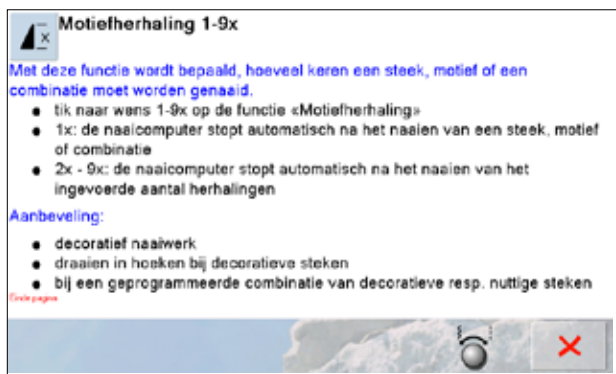 Motiefherhaling 1-9x
x
Met deze functie wordt bepaald, hoeveel keren een steek, motief of een
combinatie moet worden genaaid.
● tik naar wens 1-9x op de functie «Motiefherhaling»
● 1x: de naaicomputer stopt automatisch na het naaien van een steek, motief
of combinatie
● 2x - 9x: de naaicomputer stopt automatisch na het naaien van het
ingevoerde aantal herhalingen
Aanbeveling:
● decoratief naaiwerk
● draaien in hoeken bij decoratieve steken
● bij een geprogrammeerde combinatie van decoratieve resp. nuttige steken
Einde pagina